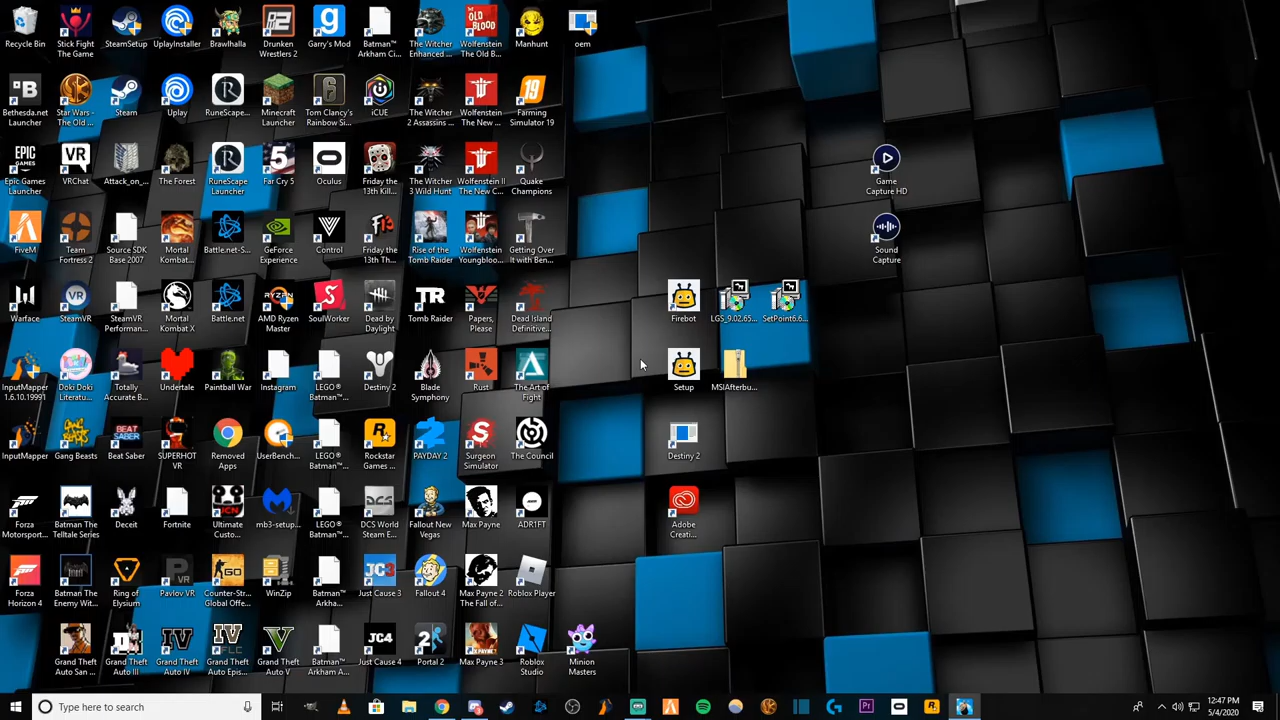 Recycle Bin
Stick Fight
The Game
SteamSetup
UplayInstaller
Brawlhalla
Drunken
Wrestlers 2
Garry's Mod
Batman™
Arkham Ci...
The Witcher
Enhanced ...
Wolfenstein
The Old B...
Manhunt
oem
Bethesda.net
Launcher
Star Wars -
The Old ...
Steam
Uplay
RuneScape...
Minecraft
Launcher
Tom Clancy's
Rainbow Si...
iCUE
The Witcher
2 Assassins ...
Wolfenstein
The New ...
Farming
Simulator 19
Epic Games
Launcher
VRChat
Attack_on_...
The Forest
RuneScape
Launcher
Far Cry 5
Oculus
Friday the
13th Kill...
The Witcher
3 Wild Hunt
Wolfenstein II
The New C...
Quake
Champions
Game
Capture HD
FiveM
Team
Fortress 2
Source SDK
Base 2007
Mortal
Kombat...
Battle.net-S...
GeForce
Experience
Control
Friday the
13th Th...
Rise of the
Tomb Raider
Wolfenstein
Youngbloo...
Getting Over
It with Ben...
Sound
Capture
Warface
SteamVR
SteamVR
Performan...
Mortal
Kombat X
Battle.net
AMD Ryzen
Master
SoulWorker
Dead by
Daylight
Tomb Raider
Papers,
Please
Dead Island
Definitive...
Firebot
LGS_9.02.65...
SetPoint6.6...
InputMapper
1.6.10.19991
Doki Doki
Literatu...
Totally
Accurate B...
Undertale
Paintball War
Instagram
LEGO®
Batman™...
Destiny 2
Blade
Symphony
Rust
The Art of
Fight
Setup
MSIAfterbu...
InputMapper
Gang Beasts
Beat Saber
SUPERHOT
VR
Removed
Apps
UserBench...
LEGO®
Batman™...
Rockstar
Games ...
PAYDAY 2
Surgeon
Simulator
The Council
Destiny 2
Forza
Motorsport...
Batman The
Telltale Series
Deceit
Fortnite
Ultimate
Custo...
mb3-setup...
LEGO®
Batman™...
DCS World
Steam E...
Fallout New
Vegas
Max Payne
ADR1FT
Adobe
Creati...
Forza
Horizon 4
Batman The
Enemy Wit...
Ring of
Elysium
Pavlov VR
Counter-Str...
Global Offe...
WinZip
Batman™
Arkha...
Just Cause 3
Fallout 4
Max Payne 2
The Fall of...
Roblox Player
Grand Theft
Auto San ...
Grand Theft
Auto III
Grand Theft
Auto IV
Grand Theft
Auto Epis...
Grand Theft
Auto V
Batman™
Arkham A...
Just Cause 4
Portal 2
Max Payne 3
Roblox
Studio
Minion
Masters
Type here to search
12:47 PM
5/4/2020